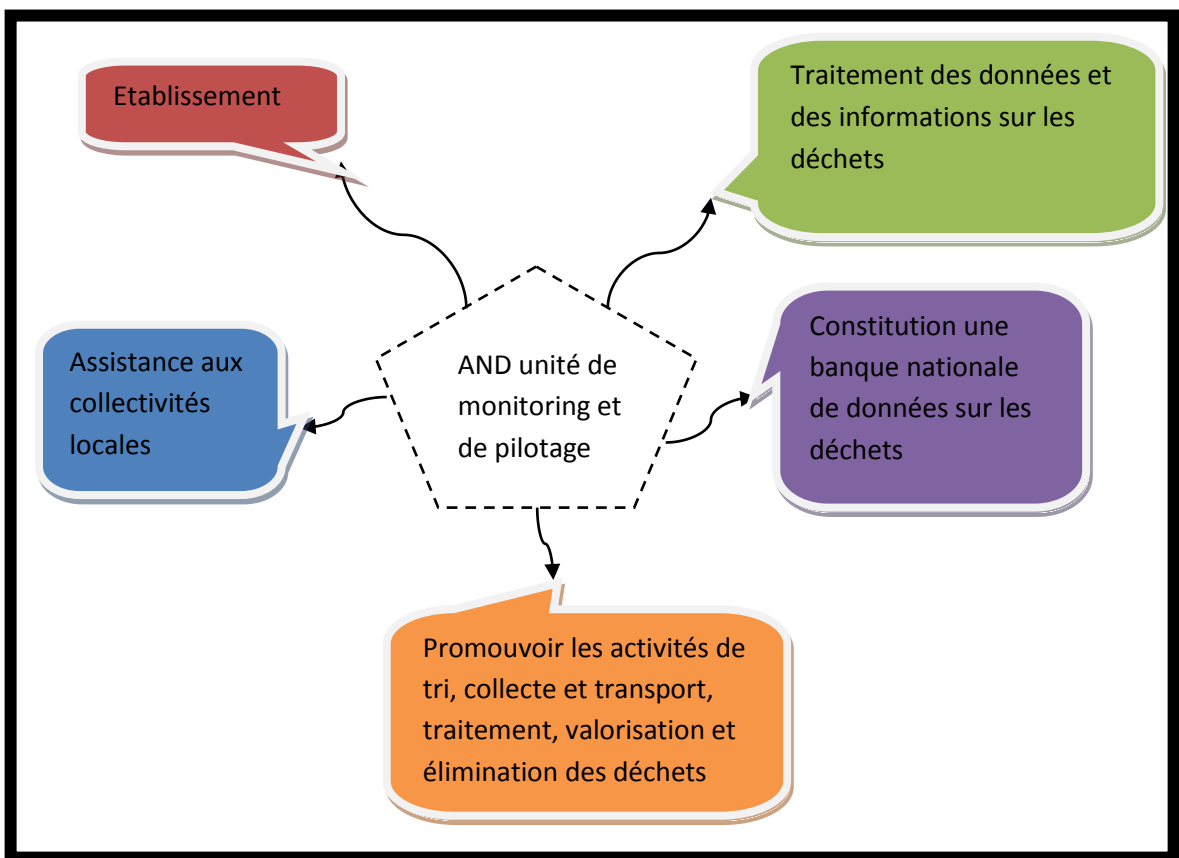 Etablissement
Traitement des données et
des informations sur les
déchets
Assistance aux
collectivités
locales
AND unité de
monitoring et
de pilotage
Constitution une
banque nationale
de données sur les
déchets
Promouvoir les activités de
tri, collecte et transport,
traitement, valorisation et
élimination des déchets